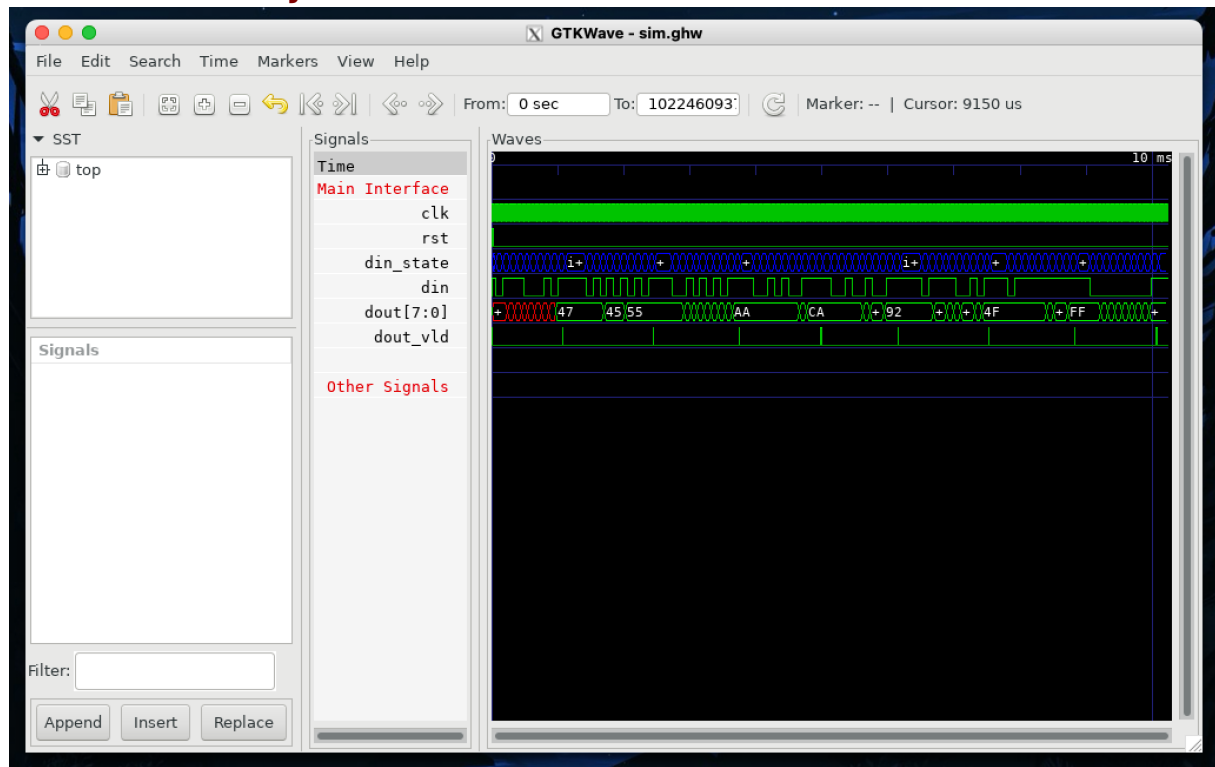 GTKWave - sim.ghw
File Edit Search Time Markers View Help
From: 0 sec To: 102246093 Marker: -- | Cursor: 9150 us
SST
top
Signals
Filter:
Append Insert Replace
Signals
Time
Main Interface
clk
rst
din_state
din
dout[7:0]
dout_vld
Other Signals
Waves
0 10 ms
i+ + + i+ + +
+ 47 45 55 AA CA + 92 + + 4F + FF +